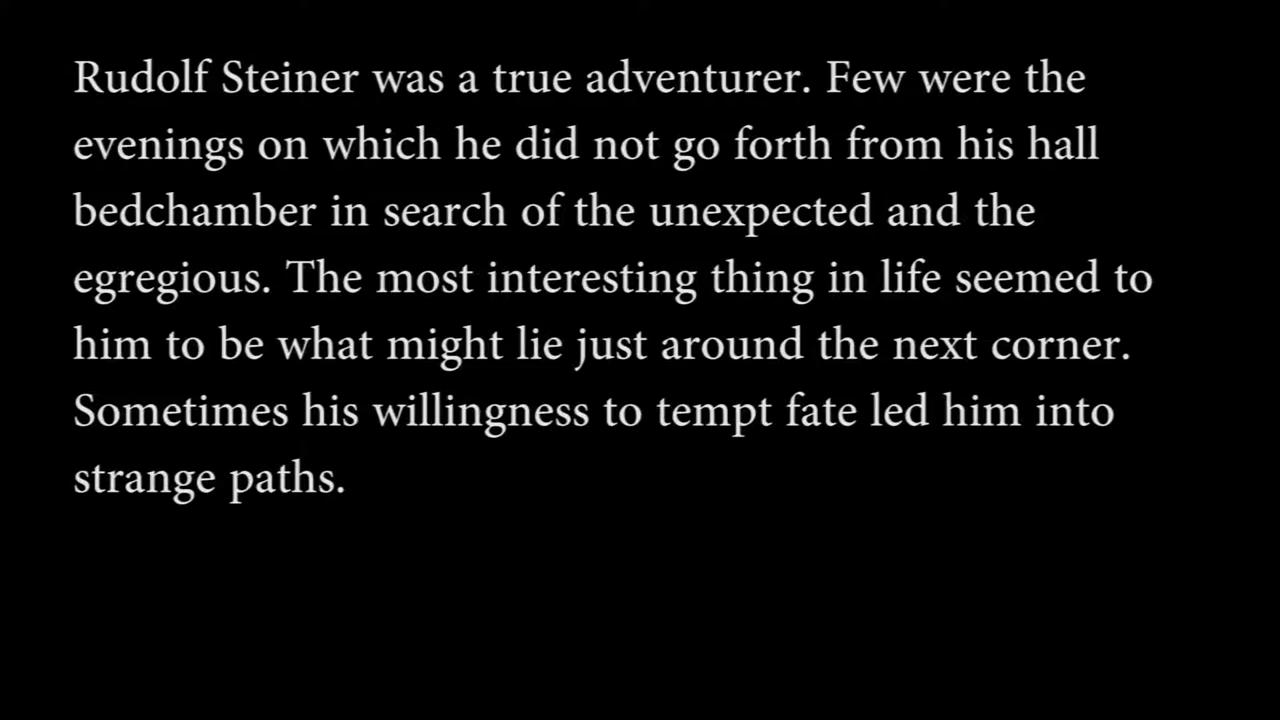 Rudolf Steiner was a true adventurer. Few were the
evenings on which he did not go forth from his hall
bedchamber in search of the unexpected and the
egregious. The most interesting thing in life seemed to
him to be what might lie just around the next corner.
Sometimes his willingness to tempt fate led him into
strange paths.